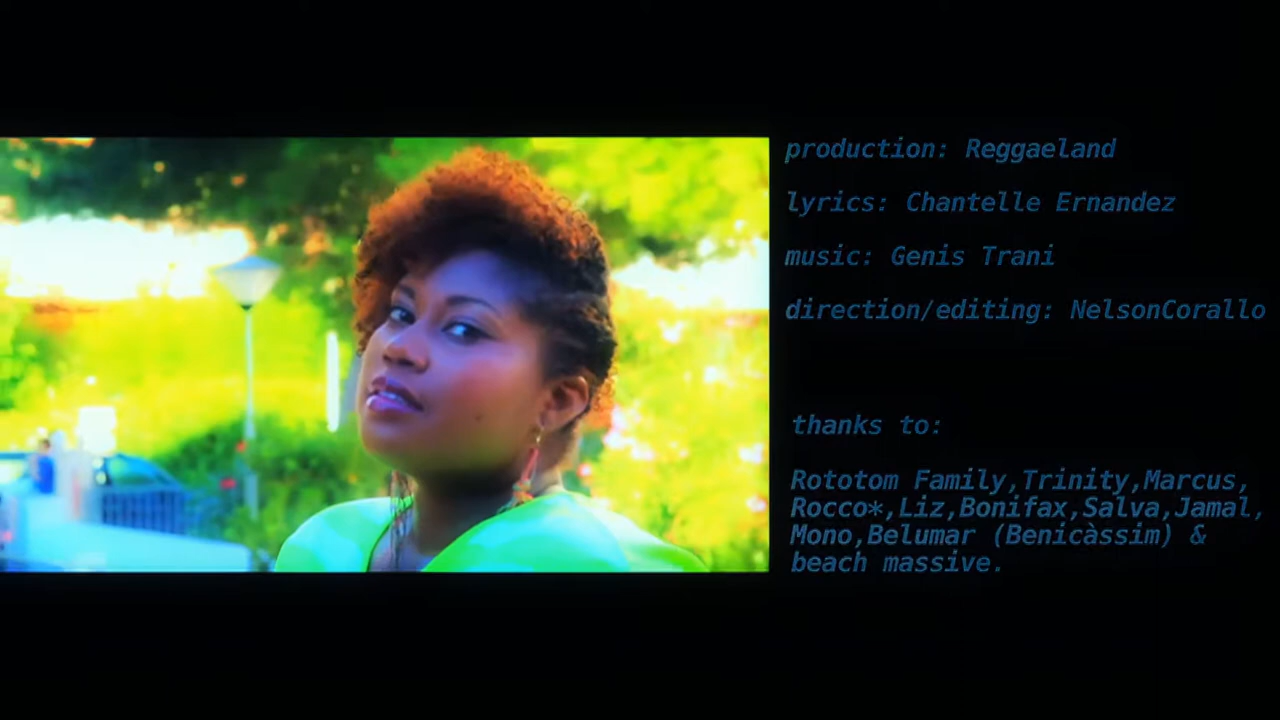 production: Reggaeland
lyrics: Chantelle Ernandez
music: Genis Trani
direction/editing: NelsonCorallo
thanks to:
Rototom Family,Trinity,Marcus,
Rocco*,Liz,Bonifax,Salva,Jamal,
Mono,Belumar (Benicàssim) &
beach massive.